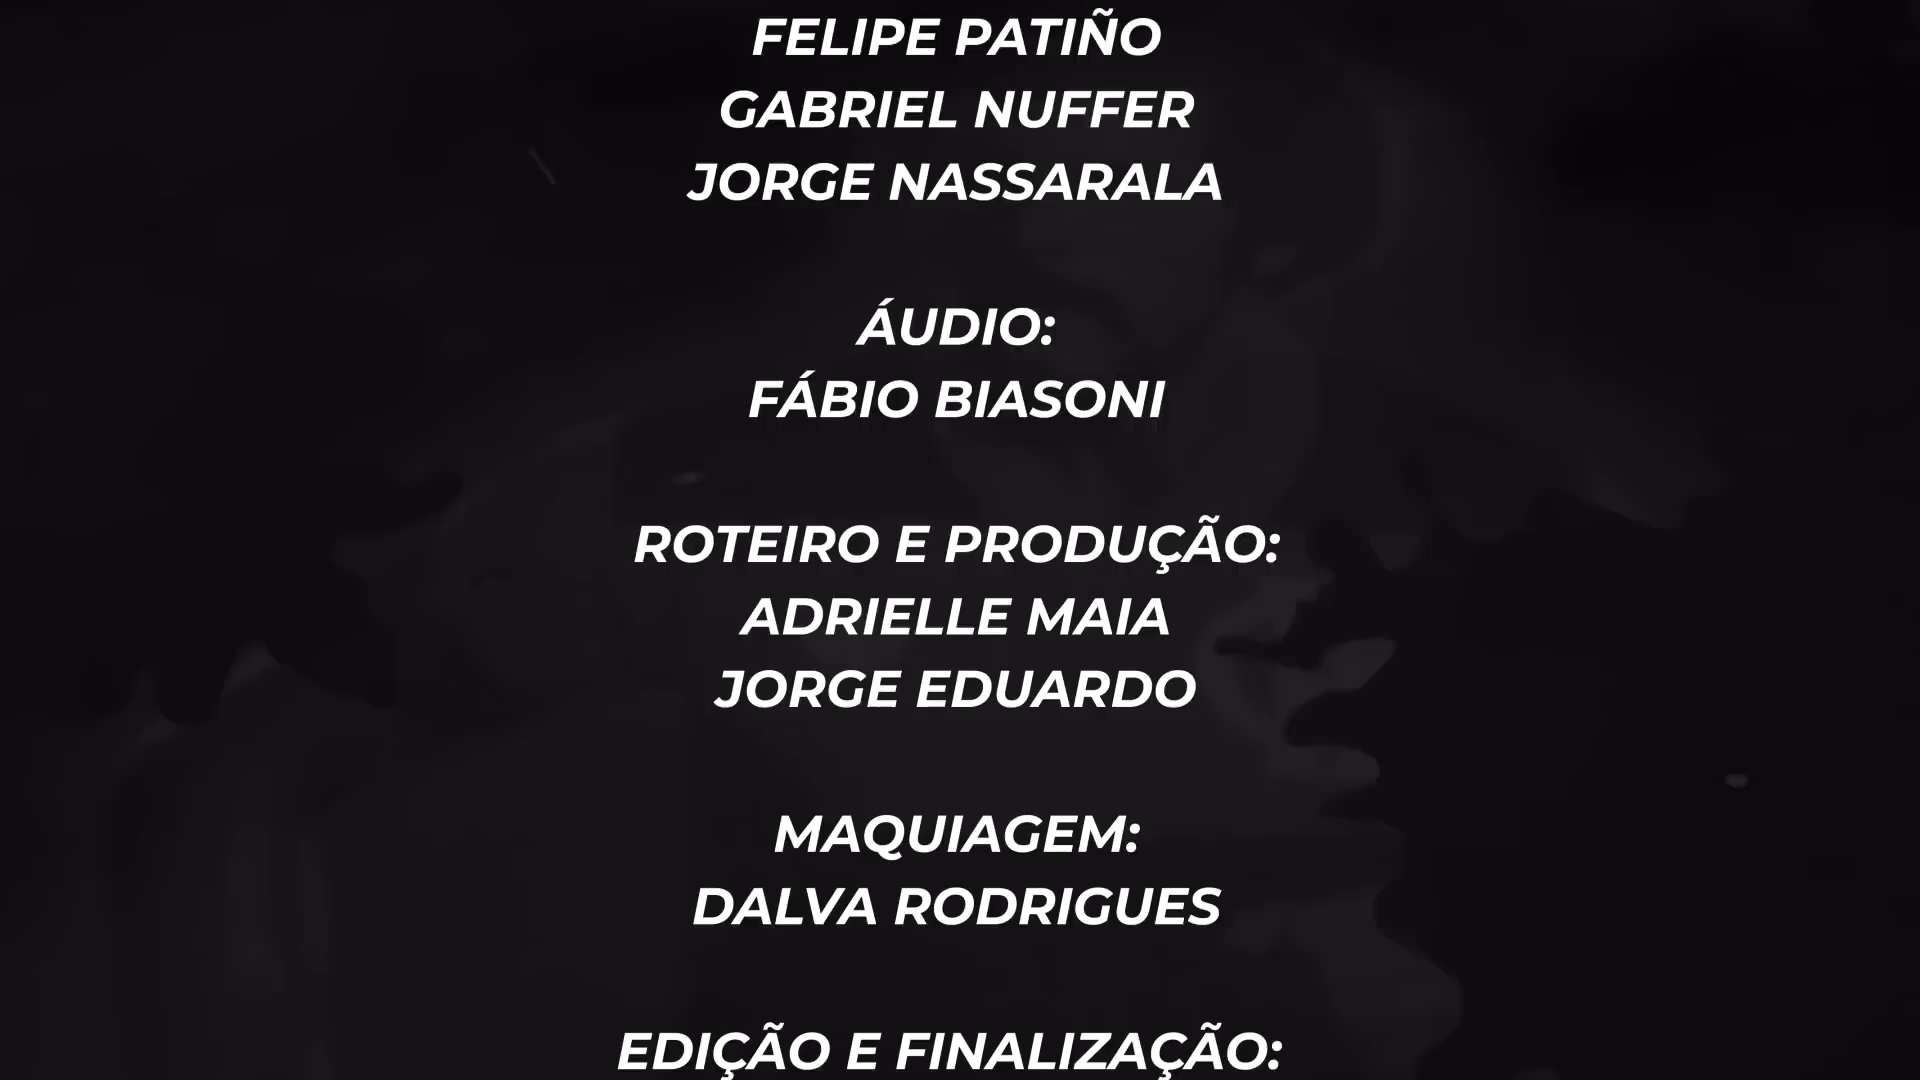 FELIPE PATIÑO
GABRIEL NUFFER
JORGE NASSARALA
ÁUDIO:
FÁBIO BIASONI
ROTEIRO E PRODUÇÃO:
ADRIELLE MAIA
JORGE EDUARDO
MAQUIAGEM:
DALVA RODRIGUES
EDIÇÃO E FINALIZAÇÃO: